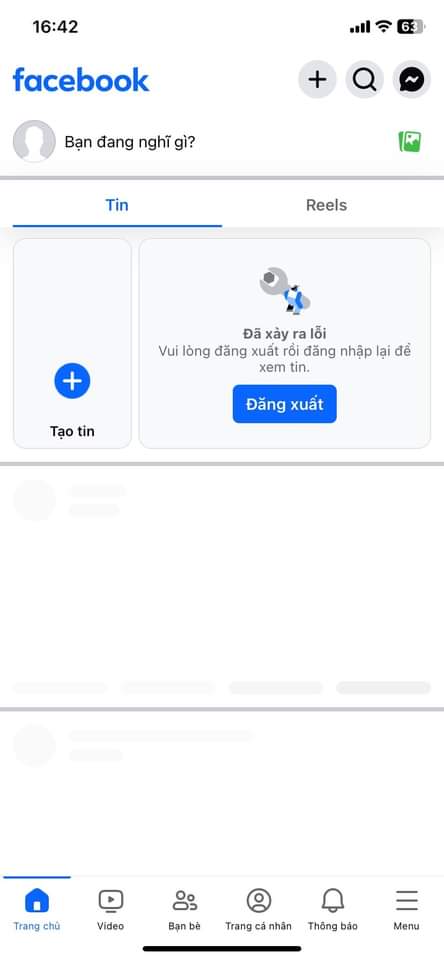 16:42
63
facebook
Bạn đang nghĩ gì?
Tin
Reels
Đã xảy ra lỗi
Vui lòng đăng xuất rồi đăng nhập lại để
xem tin.
Đăng xuất
Tạo tin
Trang chủ
Video
Bạn bè
Trang cá nhân
Thông báo
Menu